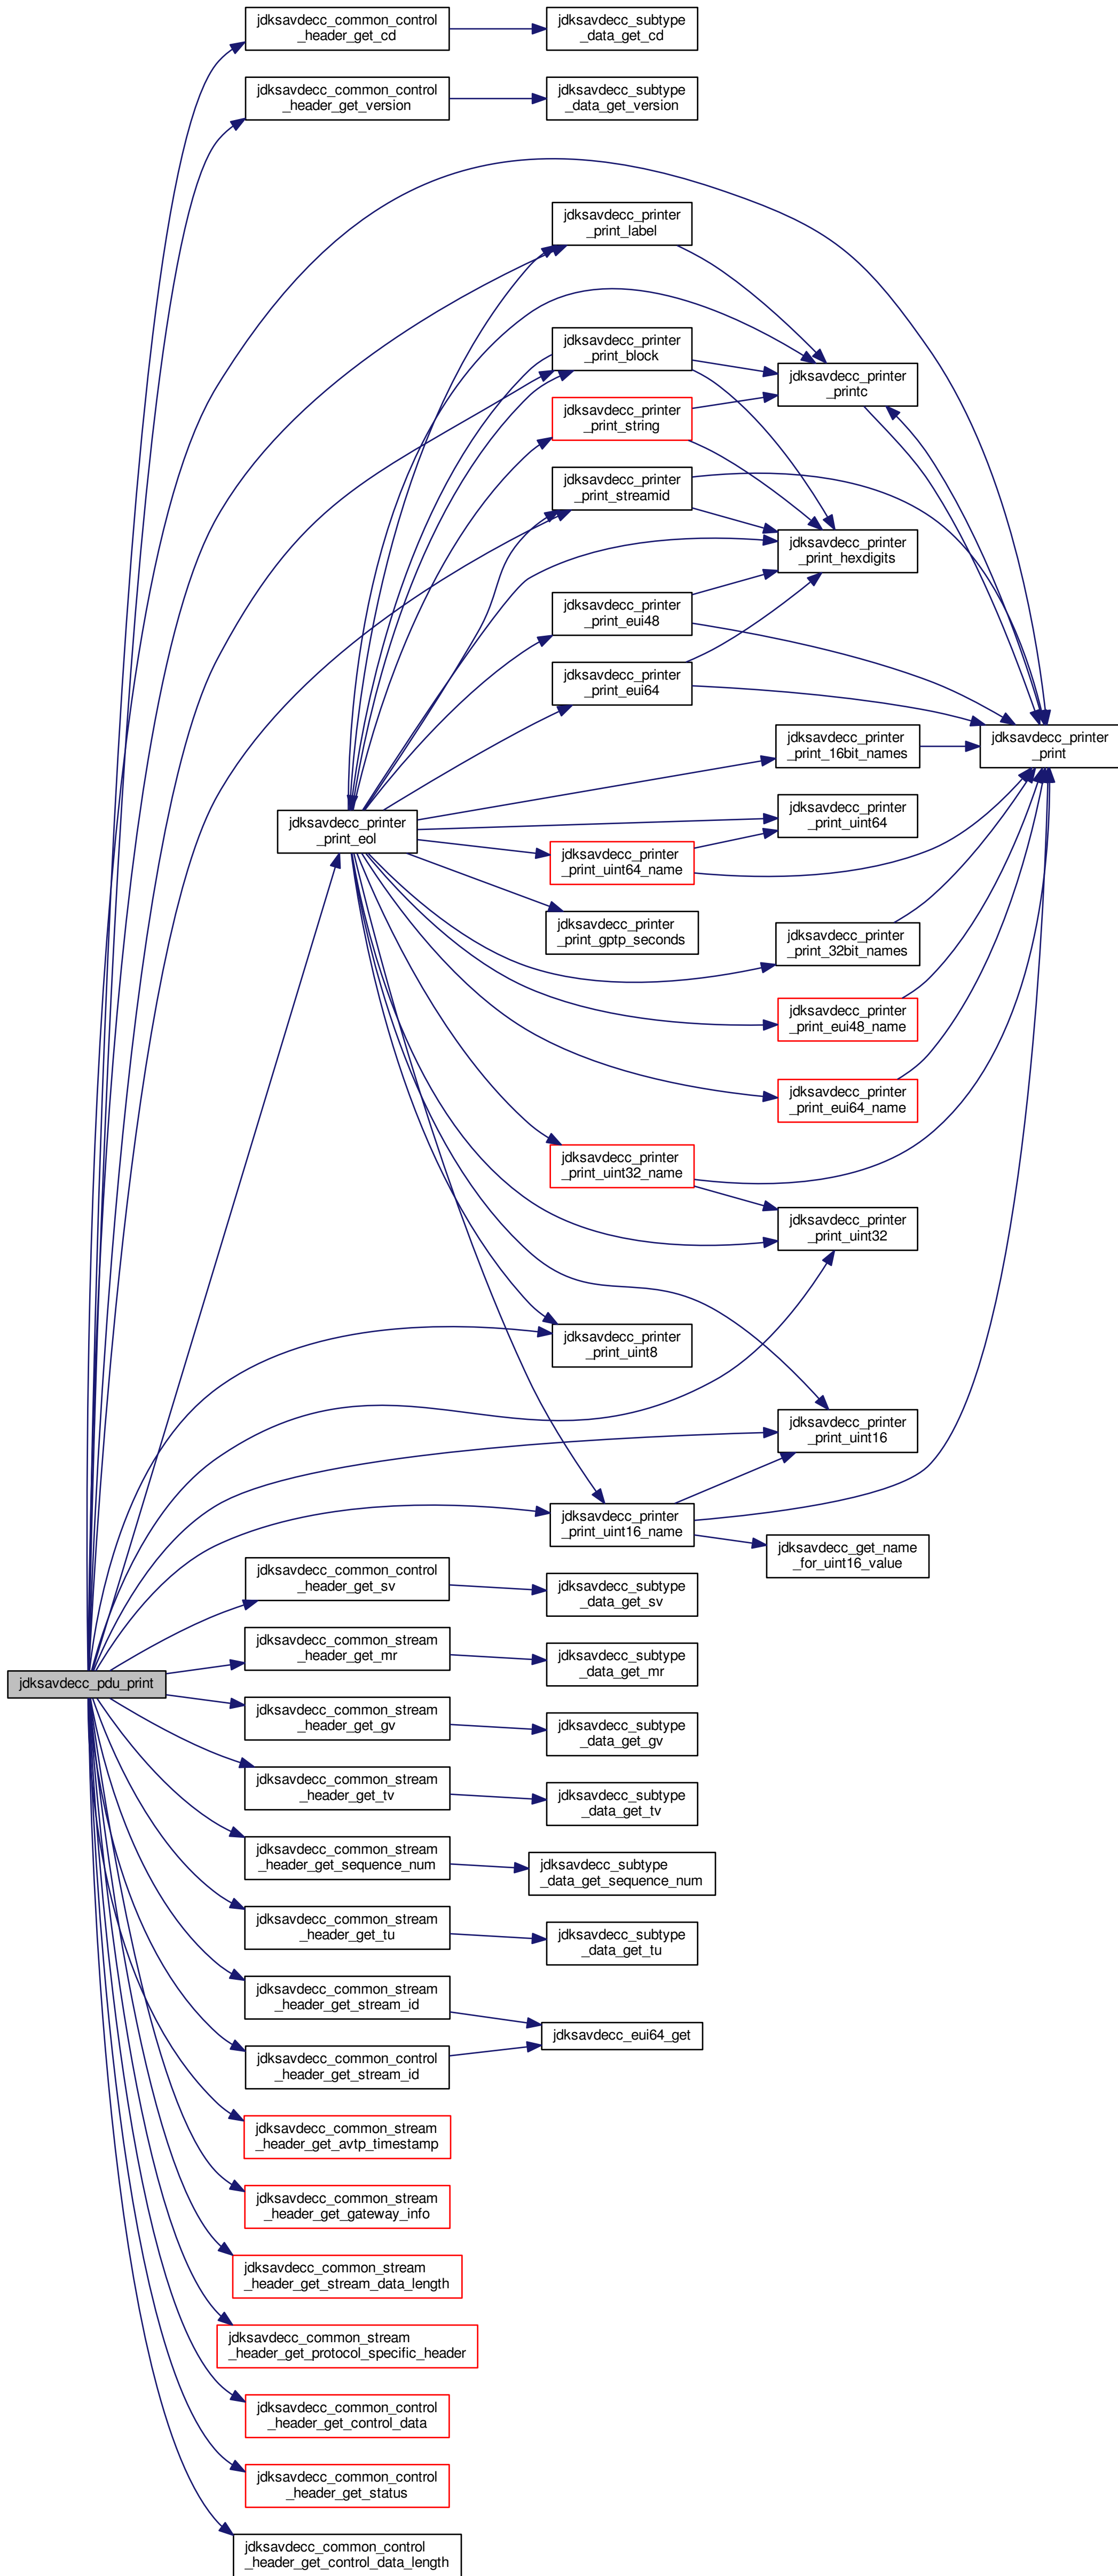 jdksavdecc_common_control
_header_get_cd
jdksavdecc_subtype
_data_get_cd
jdksavdecc_common_control
_header_get_version
jdksavdecc_subtype
_data_get_version
jdksavdecc_printer
_print_label
jdksavdecc_printer
_print_block
jdksavdecc_printer
_printc
jdksavdecc_printer
_print_string
jdksavdecc_printer
_print_streamid
jdksavdecc_printer
_print_hexdigits
jdksavdecc_printer
_print_eui48
jdksavdecc_printer
_print_eui64
jdksavdecc_printer
_print_16bit_names
jdksavdecc_printer
_print
jdksavdecc_printer
_print_eol
jdksavdecc_printer
_print_uint64
jdksavdecc_printer
_print_uint64_name
jdksavdecc_printer
_print_gptp_seconds
jdksavdecc_printer
_print_32bit_names
jdksavdecc_printer
_print_eui48_name
jdksavdecc_printer
_print_eui64_name
jdksavdecc_printer
_print_uint32_name
jdksavdecc_printer
_print_uint32
jdksavdecc_printer
_print_uint8
jdksavdecc_printer
_print_uint16
jdksavdecc_printer
_print_uint16_name
jdksavdecc_get_name
_for_uint16_value
jdksavdecc_common_control
_header_get_sv
jdksavdecc_subtype
_data_get_sv
jdksavdecc_common_stream
_header_get_mr
jdksavdecc_subtype
_data_get_mr
jdksavdecc_pdu_print
jdksavdecc_common_stream
_header_get_gv
jdksavdecc_subtype
_data_get_gv
jdksavdecc_common_stream
_header_get_tv
jdksavdecc_subtype
_data_get_tv
jdksavdecc_common_stream
_header_get_sequence_num
jdksavdecc_subtype
_data_get_sequence_num
jdksavdecc_common_stream
_header_get_tu
jdksavdecc_subtype
_data_get_tu
jdksavdecc_common_stream
_header_get_stream_id
jdksavdecc_eui64_get
jdksavdecc_common_control
_header_get_stream_id
jdksavdecc_common_stream
_header_get_avtp_timestamp
jdksavdecc_common_stream
_header_get_gateway_info
jdksavdecc_common_stream
_header_get_stream_data_length
jdksavdecc_common_stream
_header_get_protocol_specific_header
jdksavdecc_common_control
_header_get_control_data
jdksavdecc_common_control
_header_get_status
jdksavdecc_common_control
_header_get_control_data_length